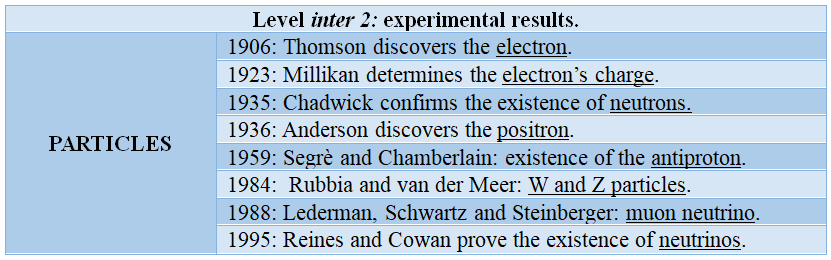 Level inter 2: experimental results.
PARTICLES
1906: Thomson discovers the electron.
1923: Millikan determines the electron’s charge.
1935: Chadwick confirms the existence of neutrons.
1936: Anderson discovers the positron.
1959: Segrè and Chamberlain: existence of the antiproton.
1984:  Rubbia and van der Meer: W and Z particles.
1988: Lederman, Schwartz and Steinberger: muon neutrino.
1995: Reines and Cowan prove the existence of neutrinos.